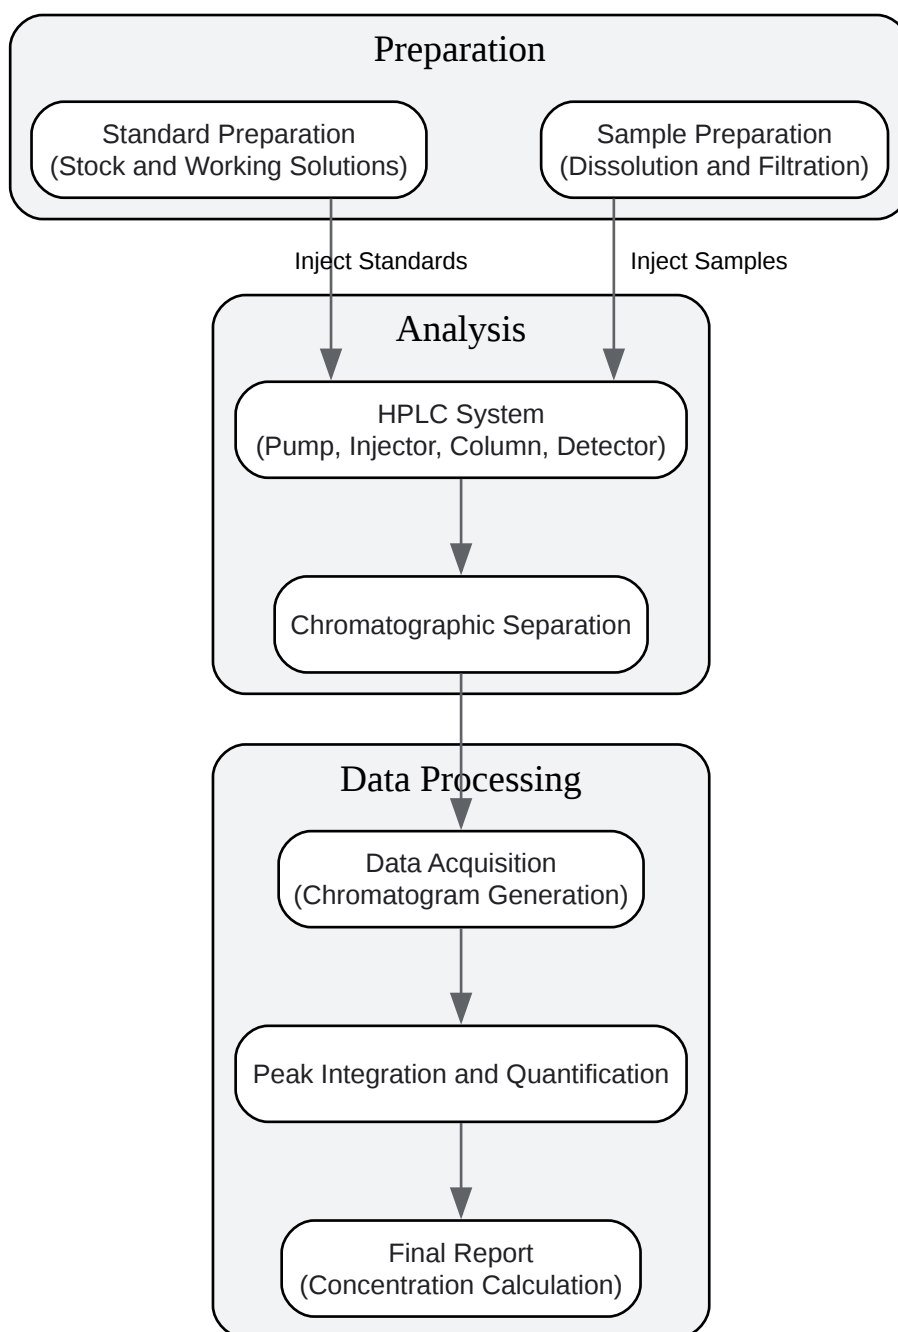 Preparation
Standard Preparation
(Stock and Working Solutions)
Sample Preparation
(Dissolution and Filtration)
Inject Standards
Inject Samples
Analysis
HPLC System
(Pump, Injector, Column, Detector)
Chromatographic Separation
Data Processing
Data Acquisition
(Chromatogram Generation)
Peak Integration and Quantification
Final Report
(Concentration Calculation)